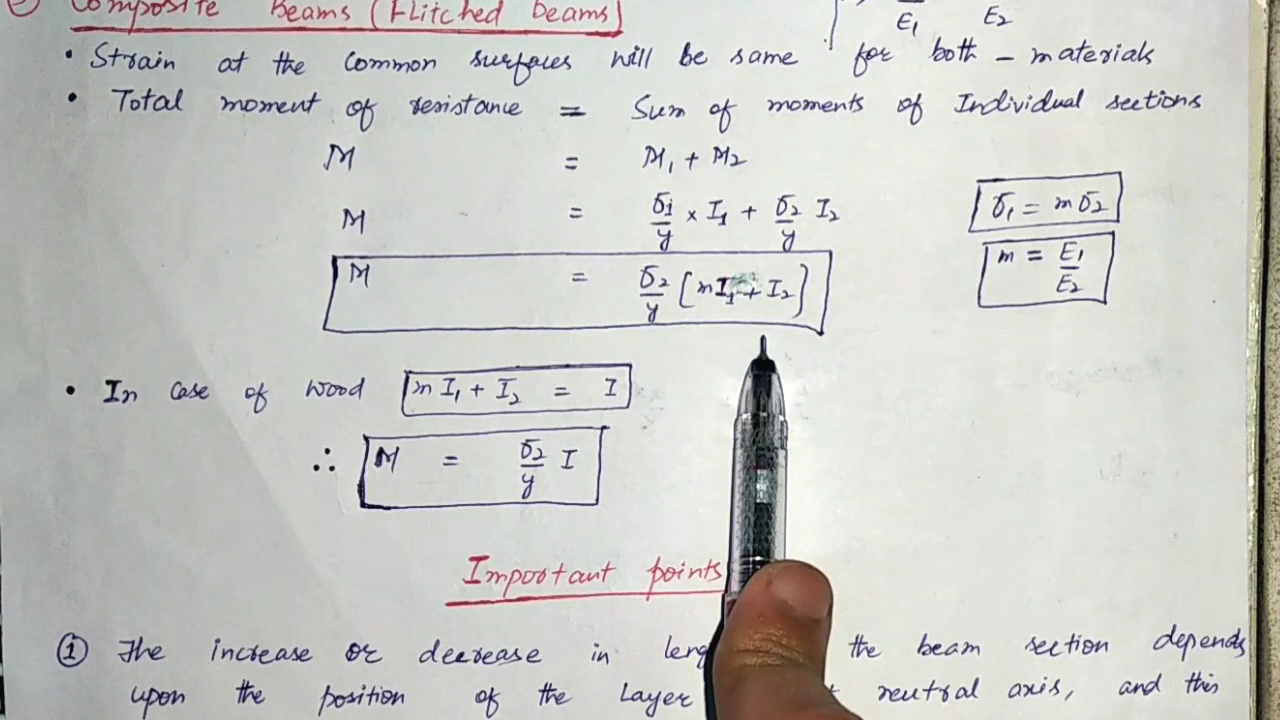 Composite Beams (Flitched beams)
E1 E2
• Strain at the common surfaces will be same for both - materials
• Total moment of resistance = Sum of moments of Individual sections
M = M1 + M2
M = σ1/y × I1 + σ2/y I2
σ1 = mσ2
M = σ2/y [mI1 + I2]
m = E1/E2
• In case of wood mI1 + I2 = I
∴ M = σ2/y I
Important points
① The increase or decrease in the beam section depends
upon the position of the Layer neutral axis, and this